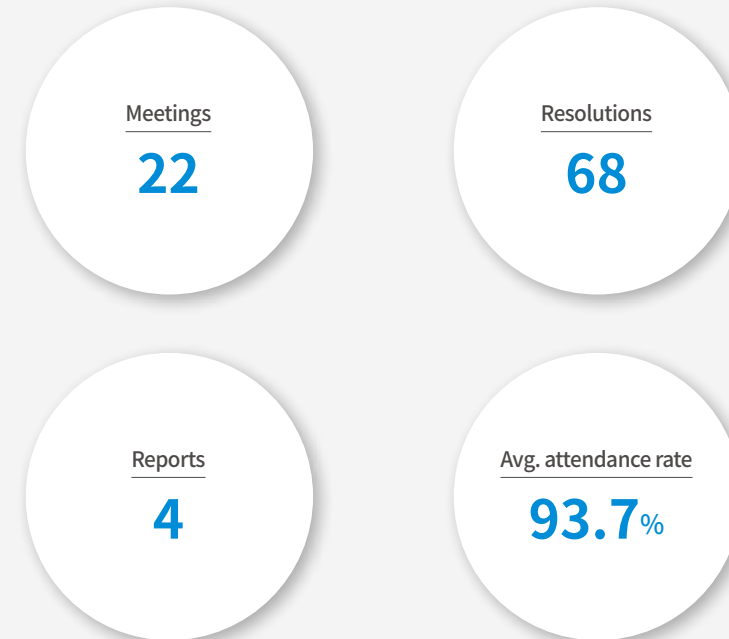 Meetings
22
Resolutions
68
Reports
4
Avg. attendance rate
93.7%